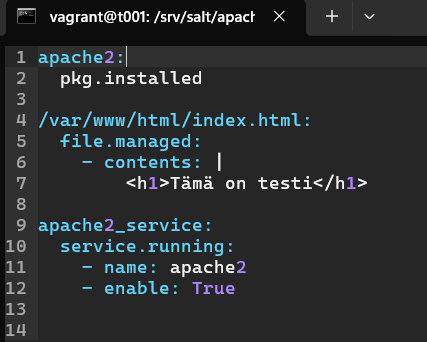 vagrant@t001: /srv/salt/apach
1 apache2:
2   pkg.installed
3
4 /var/www/html/index.html:
5   file.managed:
6     - contents: |
7         <h1>Tämä on testi</h1>
8
9 apache2_service:
10   service.running:
11     - name: apache2
12     - enable: True
13
14